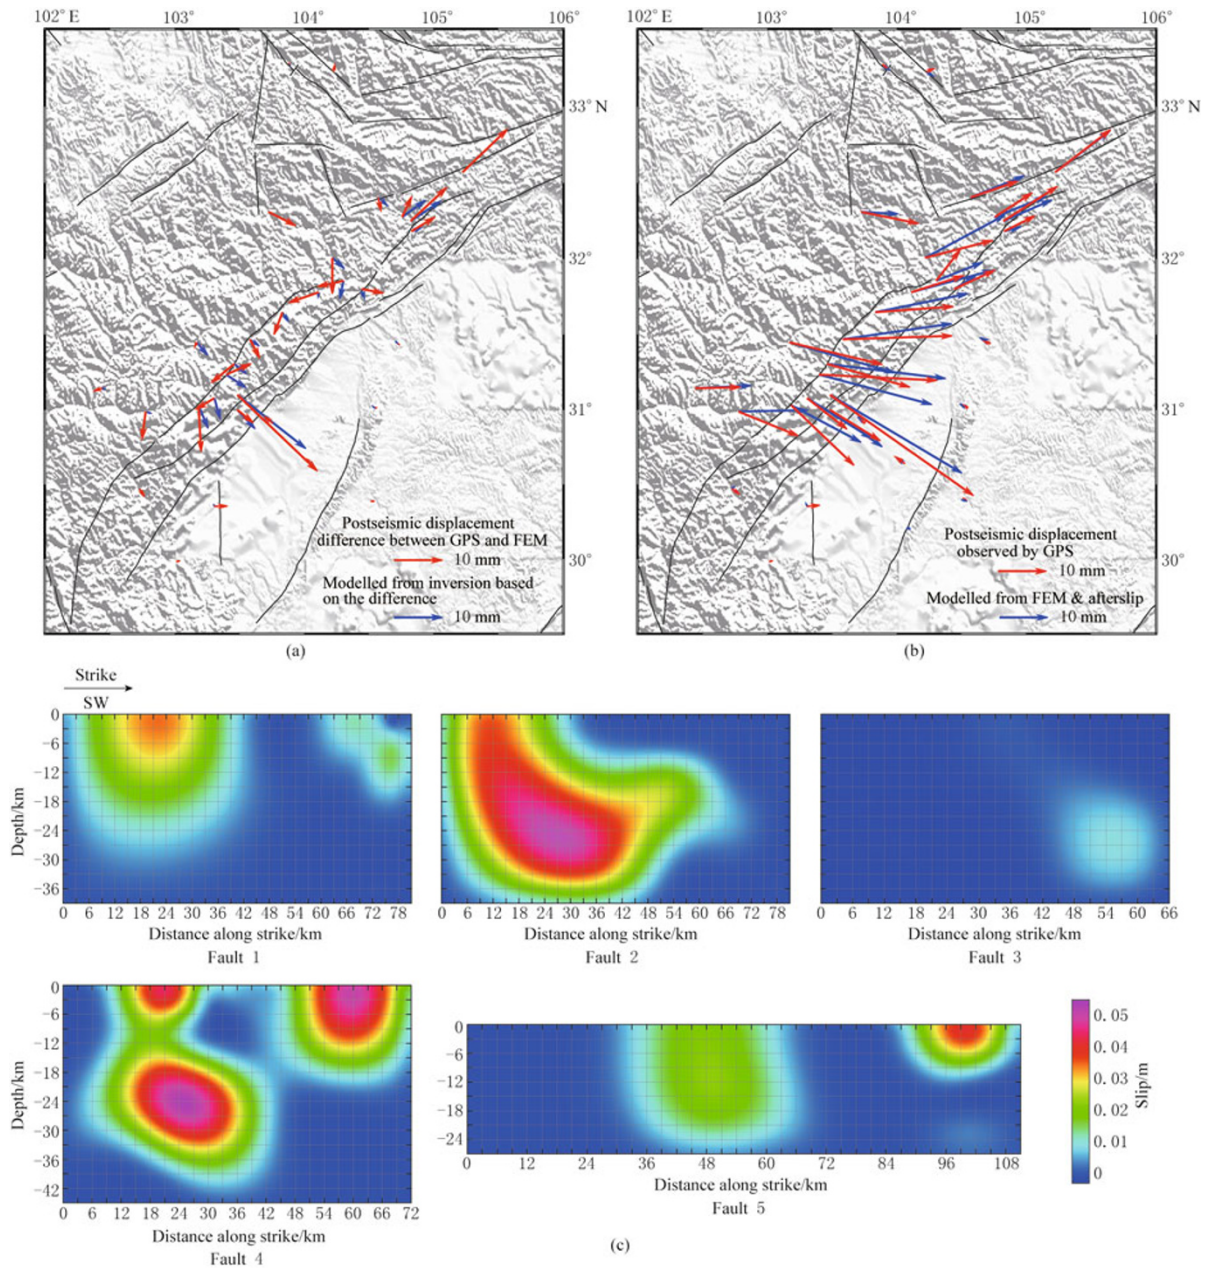 102° E 103° 104° 105° 106° 102° E 103° 104° 105° 106°
33° N 33° N
32° 32°
31° 31°
30° 30°
Postseismic displacement
difference between GPS and FEM
10 mm
Modelled from inversion based
on the difference
10 mm
Postseismic displacement
observed by GPS
10 mm
Modelled from FEM & afterslip
10 mm
(a) (b)
Strike
SW
Depth/km
0
−6
−12
−18
−24
−30
−36
0 6 12 18 24 30 36 42 48 54 60 66 72 78
Distance along strike/km
Fault 1
0 6 12 18 24 30 36 42 48 54 60 66 72 78
Distance along strike/km
Fault 2
0 6 12 18 24 30 36 42 48 54 60 66
Distance along strike/km
Fault 3
Depth/km
0
−6
−12
−18
−24
−30
−36
−42
0 6 12 18 24 30 36 42 48 54 60 66 72
Distance along strike/km
Fault 4
0
−6
−12
−18
−24
0 12 24 36 48 60 72 84 96 108
Distance along strike/km
Fault 5
0. 05
0. 04
0. 03
0. 02
0. 01
0
Slip/m
(c)